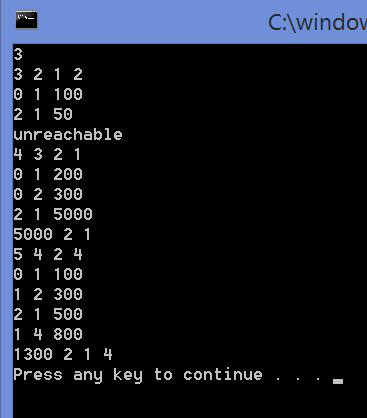 C:\window
3
3 2 1 2
0 1 100
2 1 50
unreachable
4 3 2 1
0 1 200
0 2 300
2 1 5000
5000 2 1
5 4 2 4
0 1 100
1 2 300
2 1 500
1 4 800
1300 2 1 4
Press any key to continue . . . _